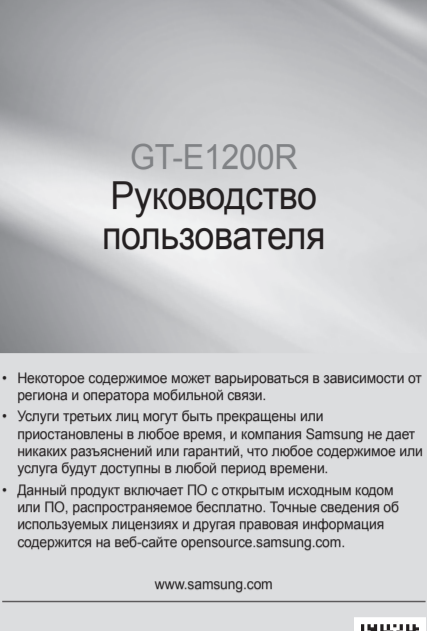 GT-E1200R
Руководство
пользователя
• Некоторое содержимое может варьироваться в зависимости от
региона и оператора мобильной связи.
• Услуги третьих лиц могут быть прекращены или
приостановлены в любое время, и компания Samsung не дает
никаких разъяснений или гарантий, что любое содержимое или
услуга будут доступны в любой период времени.
• Данный продукт включает ПО с открытым исходным кодом
или ПО, распространяемое бесплатно. Точные сведения об
используемых лицензиях и другая правовая информация
содержится на веб-сайте opensource.samsung.com.
www.samsung.com